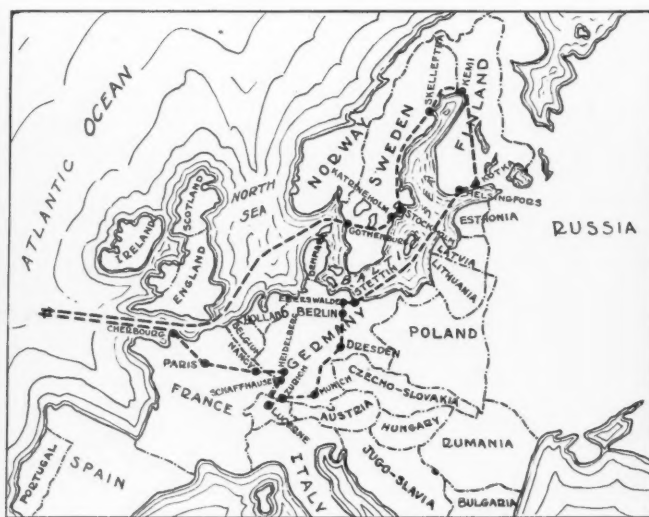 ATLANTIC OCEAN
NORTH
SEA
IRELAND
SCOTLAND
ENGLAND
NORWAY
SWEDEN
FINLAND
SKELLEFTEA
KEMI
KOTKA
HELSINGFORS
KATRINEHOLM
STOCKHOLM
GOTHENBURG
ESTHONIA
LATVIA
LITHUANIA
RUSSIA
DENMARK
STETTIN
EBERSWALDE
BERLIN
HOLLAND
BELGIUM
CHERBOURG
PARIS
NANCY
HEIDELBERG
GERMANY
DRESDEN
POLAND
SCHAFFHAUSE
ZURICH
MUNICH
LUCERNE
FRANCE
CZECHO-SLOVAKIA
AUSTRIA
HUNGARY
RUMANIA
JUGO-SLAVIA
BULGARIA
ITALY
SPAIN
PORTUGAL